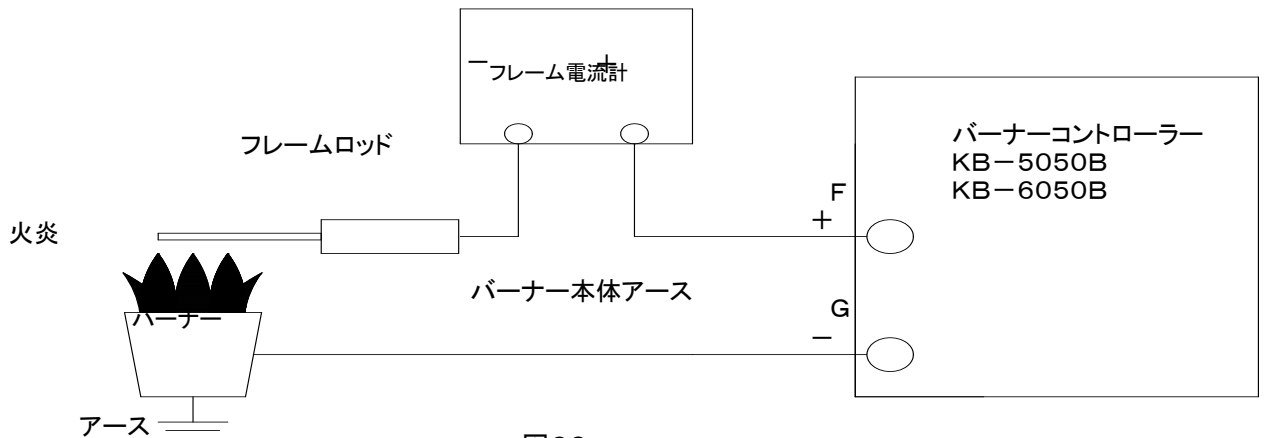 － ＋
フレーム電流計
フレームロッド
バーナーコントローラー
ＫＢ－５０５０Ｂ
ＫＢ－６０５０Ｂ
Ｆ
＋
火炎
バーナー本体アース
Ｇ
－
バーナー
アース